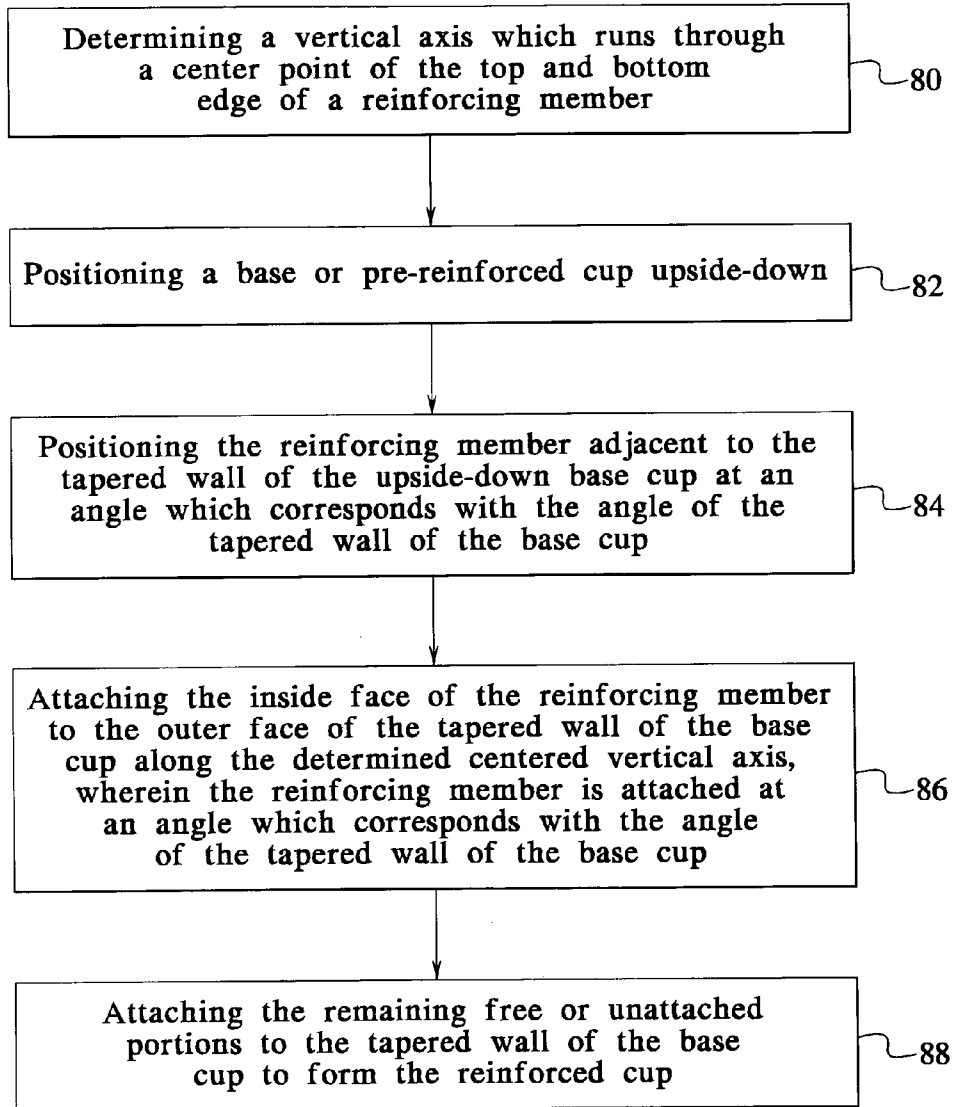 Determining a vertical axis which runs through
a center point of the top and bottom
edge of a reinforcing member
80
Positioning a base or pre-reinforced cup upside-down
82
Positioning the reinforcing member adjacent to the
tapered wall of the upside-down base cup at an
angle which corresponds with the angle of the
tapered wall of the base cup
84
Attaching the inside face of the reinforcing member
to the outer face of the tapered wall of the base
cup along the determined centered vertical axis,
wherein the reinforcing member is attached at
an angle which corresponds with the angle
of the tapered wall of the base cup
86
Attaching the remaining free or unattached
portions to the tapered wall of the base
cup to form the reinforced cup
88